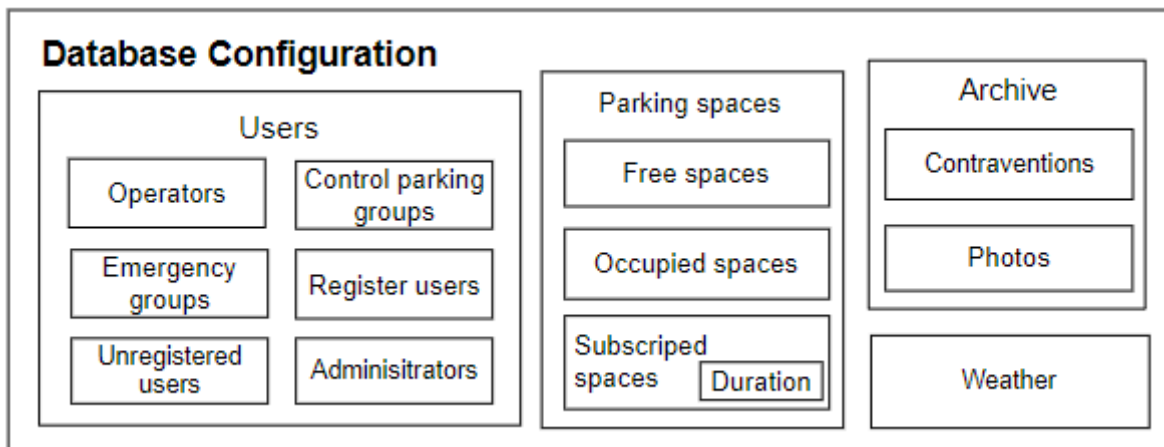 Database Configuration
Users
Operators
Control parking
groups
Emergency
groups
Register users
Unregistered
users
Adminisitrators
Parking spaces
Free spaces
Occupied spaces
Subscriped
spaces
Duration
Archive
Contraventions
Photos
Weather